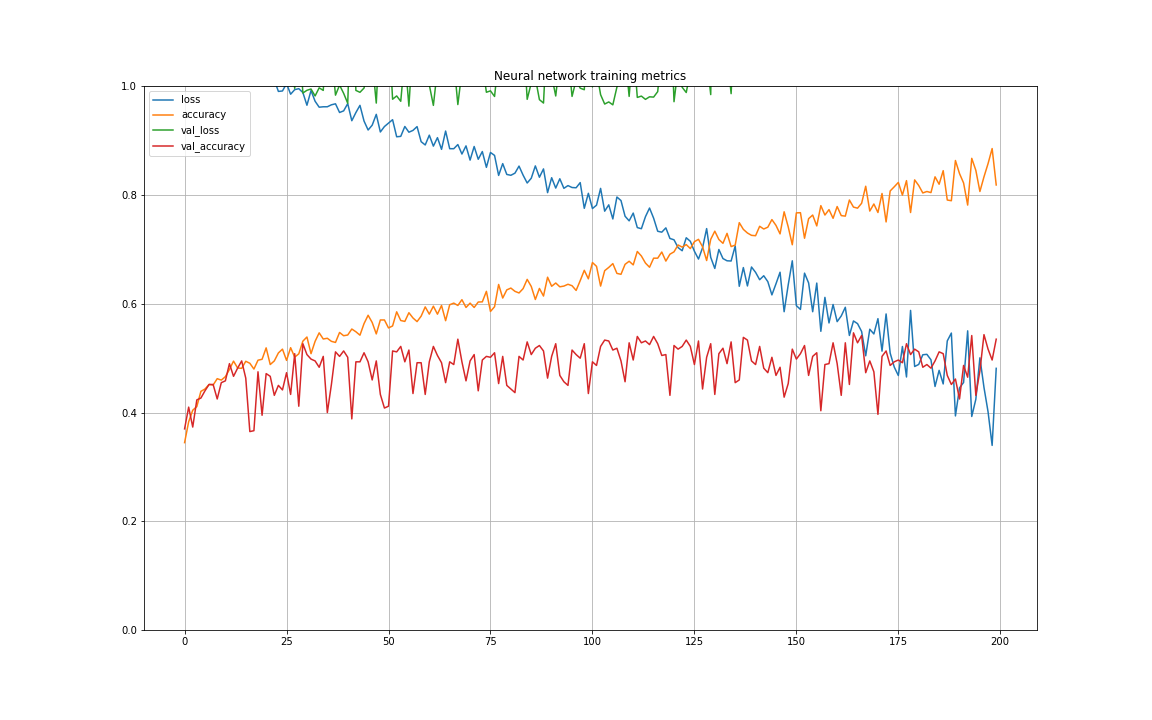 Neural network training metrics
1.0
loss
accuracy
val_loss
val_accuracy
0.8
0.6
0.4
0.2
0.0
0 25 50 75 100 125 150 175 200